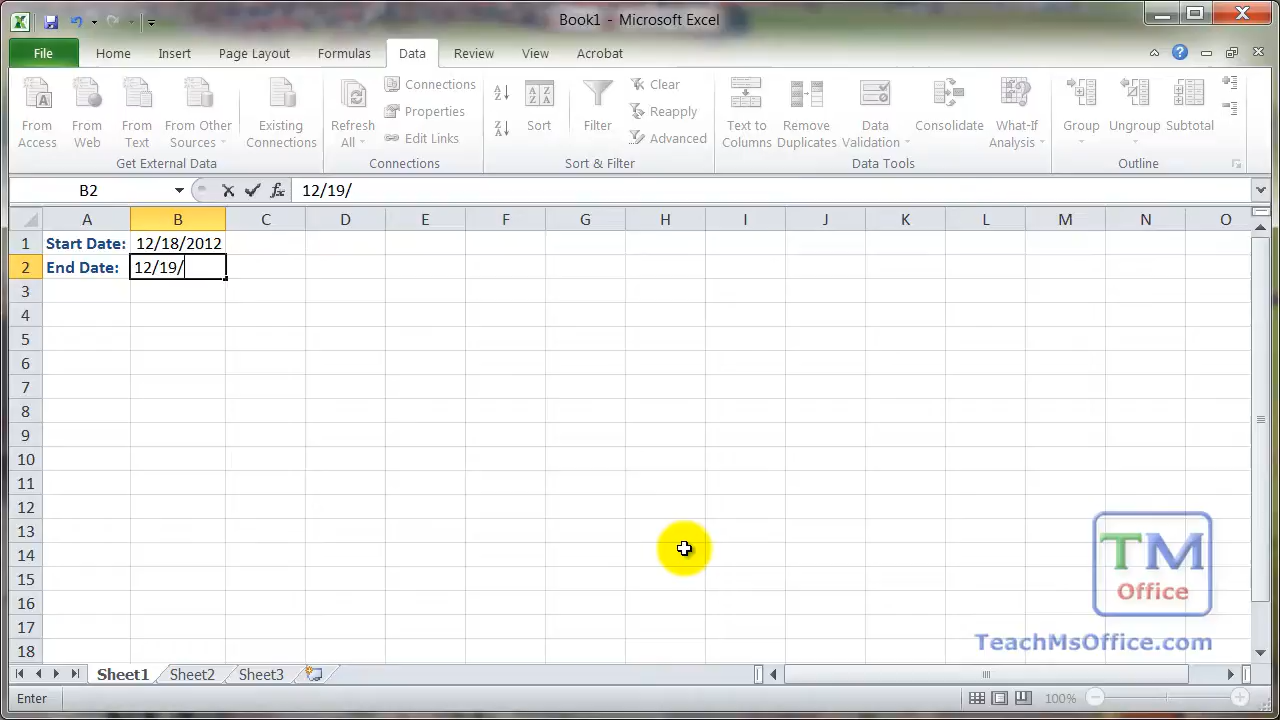 Book1 - Microsoft Excel
File Home Insert Page Layout Formulas Data Review View Acrobat
From Access
From Web
From Text
From Other Sources
Existing Connections
Refresh All
Connections
Properties
Edit Links
Sort
Filter
Clear
Reapply
Advanced
Text to Columns
Remove Duplicates
Data Validation
Consolidate
What-If Analysis
Group
Ungroup
Subtotal
Get External Data Connections Sort & Filter Data Tools Outline
B2 fx 12/19/
A B C D E F G H I J K L M N O
1 Start Date: 12/18/2012
2 End Date: 12/19/
3
4
5
6
7
8
9
10
11
12
13
14
15
16
17
18
TM
Office
TeachMsOffice.com
Sheet1 Sheet2 Sheet3
Enter 100%